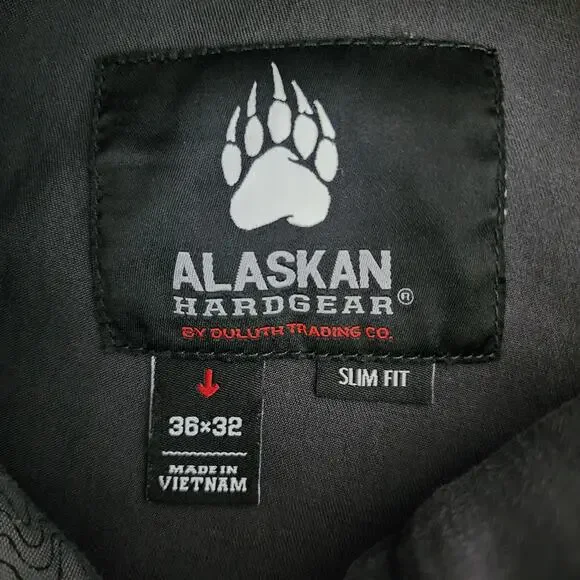 ALASKAN
HARDGEAR®
BY DULUTH TRADING CO.
SLIM FIT
36×32
MADE IN
VIETNAM